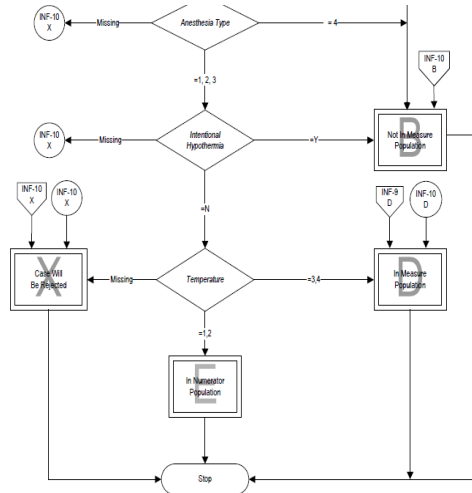 INF-10
X
Missing
Anesthesia Type
= 4
=1, 2, 3
INF-10
B
INF-10
X
Missing
Intentional
Hypothermia
=Y
B
Not In Measure
Population
=N
INF-10
X
INF-10
X
INF-9
D
INF-10
D
X
Case Will
Be Rejected
Missing
Temperature
=3,4
D
In Measure
Population
=1,2
E
In Numerator
Population
Stop